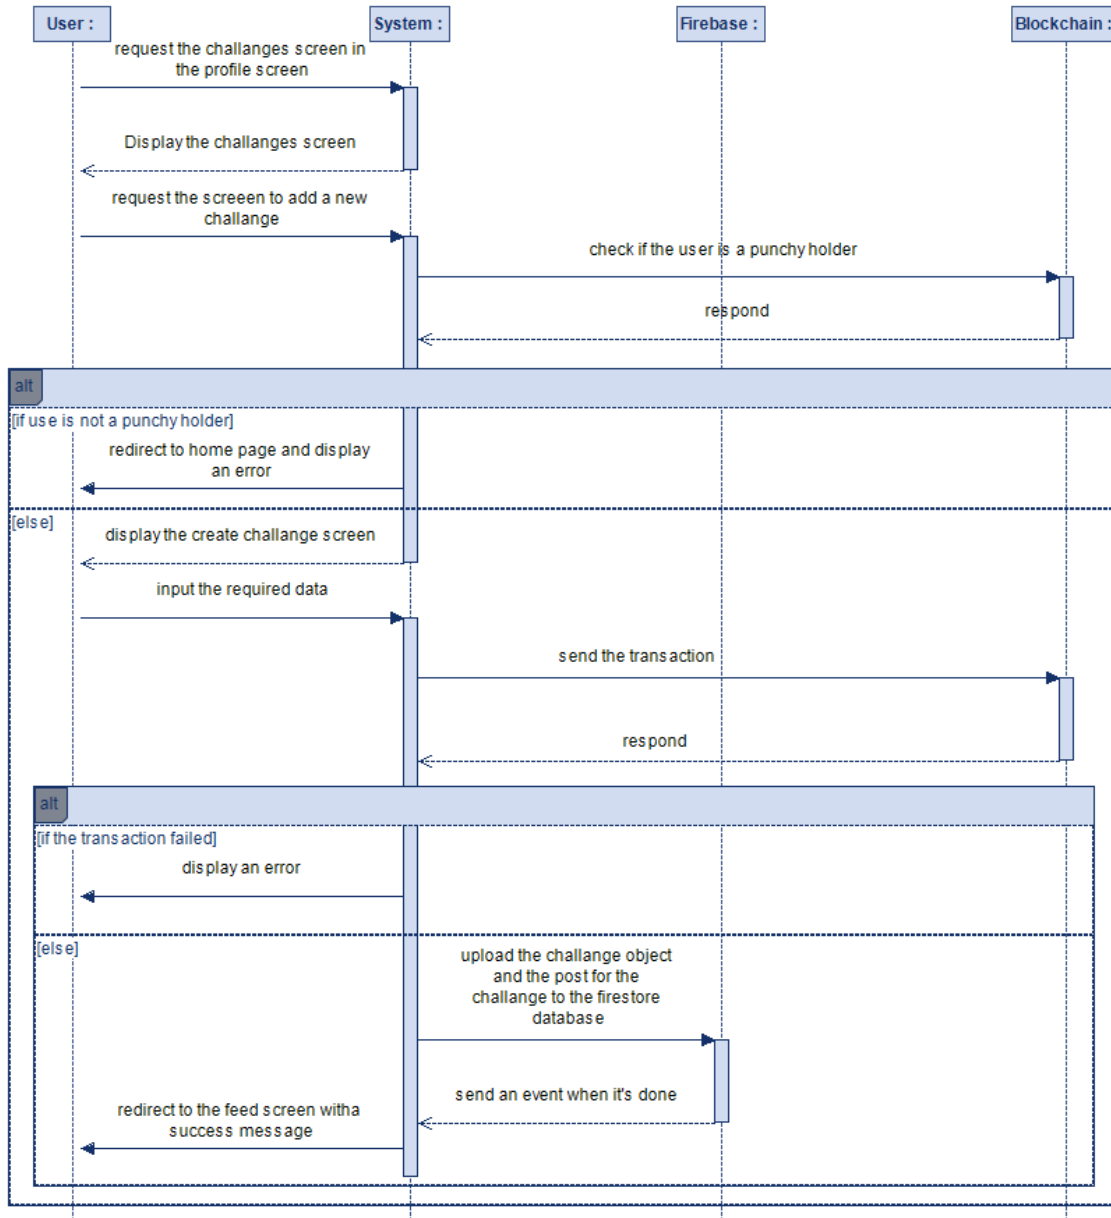 User :
System :
Firebase :
Blockchain :
request the challanges screen in
the profile screen
Display the challanges screen
request the screeen to add a new
challange
check if the user is a punchy holder
respond
alt
[if use is not a punchy holder]
redirect to home page and display
an error
[else]
display the create challange screen
input the required data
send the transaction
respond
alt
[if the transaction failed]
display an error
[else]
upload the challange object
and the post for the
challange to the firestore
database
send an event when it's done
redirect to the feed screen witha
success message